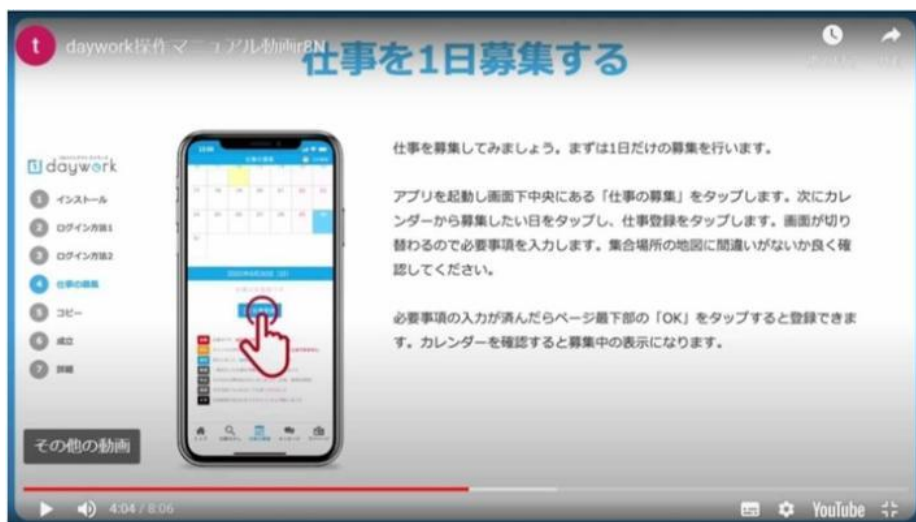 t
daywork操作マニュアル動画r8N
仕事を1日募集する
daywork
1 インストール
2 ログイン方法1
3 ログイン方法2
4 仕事の募集
5 コピー
6 成立
7 詳細
仕事を募集してみましょう。まずは1日だけの募集を行います。
アプリを起動し画面下中央にある「仕事の募集」をタップします。次にカレ
ンダーから募集したい日をタップし、仕事登録をタップします。画面が切り
替わるので必要事項を入力します。集合場所の地図に間違いがないか良く確
認してください。
必要事項の入力が済んだらページ最下部の「OK」をタップすると登録できま
す。カレンダーを確認すると募集中の表示になります。
その他の動画
4:04 / 8:06
YouTube